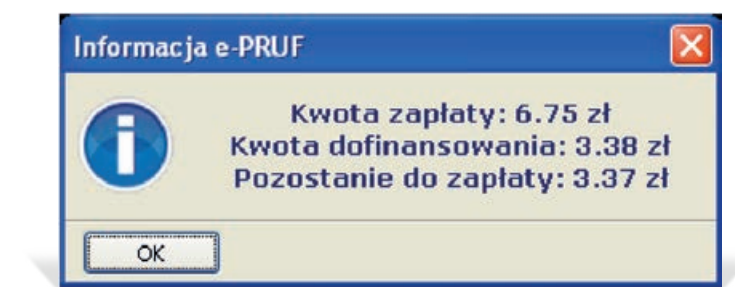 Informacja e-PRUF
Kwota zapłaty: 6.75 zł
Kwota dofinansowania: 3.38 zł
Pozostanie do zapłaty: 3.37 zł
OK